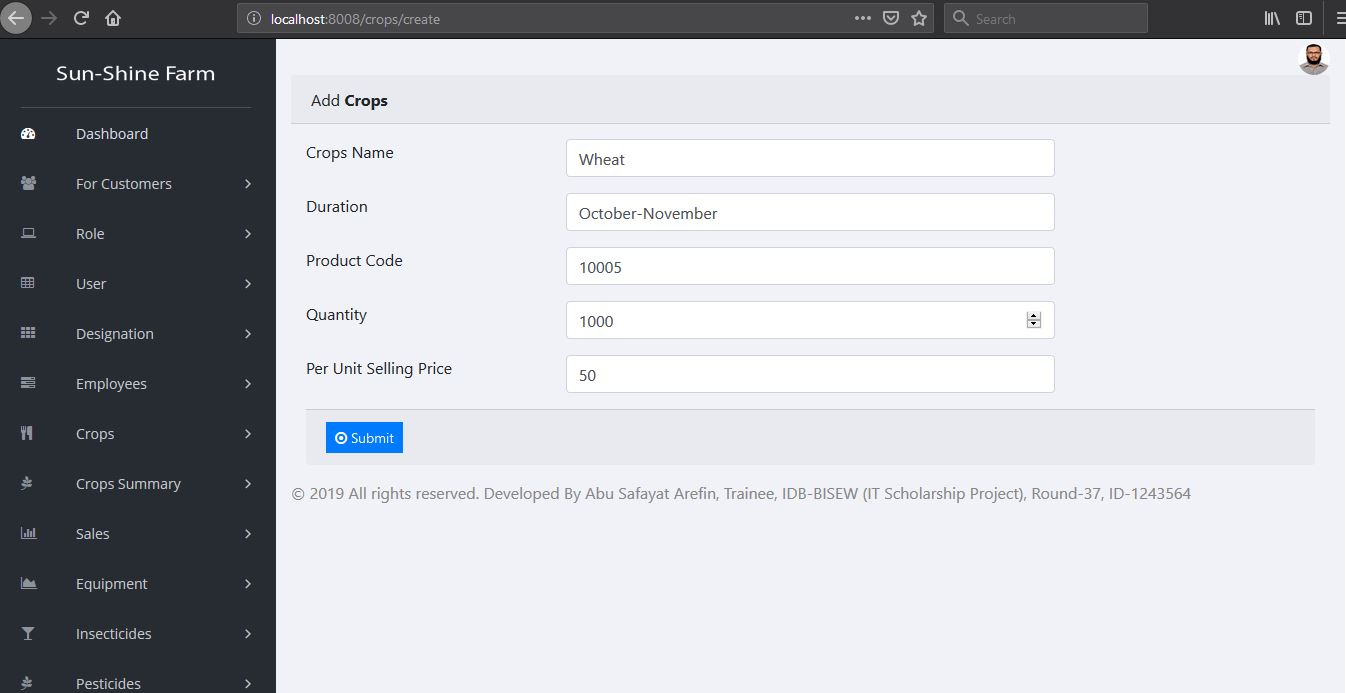 localhost:8008/crops/create
Search
Sun-Shine Farm
Dashboard
For Customers
Role
User
Designation
Employees
Crops
Crops Summary
Sales
Equipment
Insecticides
Pesticides
Add Crops
Crops Name
Wheat
Duration
October-November
Product Code
10005
Quantity
1000
Per Unit Selling Price
50
Submit
© 2019 All rights reserved. Developed By Abu Safayat Arefin, Trainee, IDB-BISEW (IT Scholarship Project), Round-37, ID-1243564